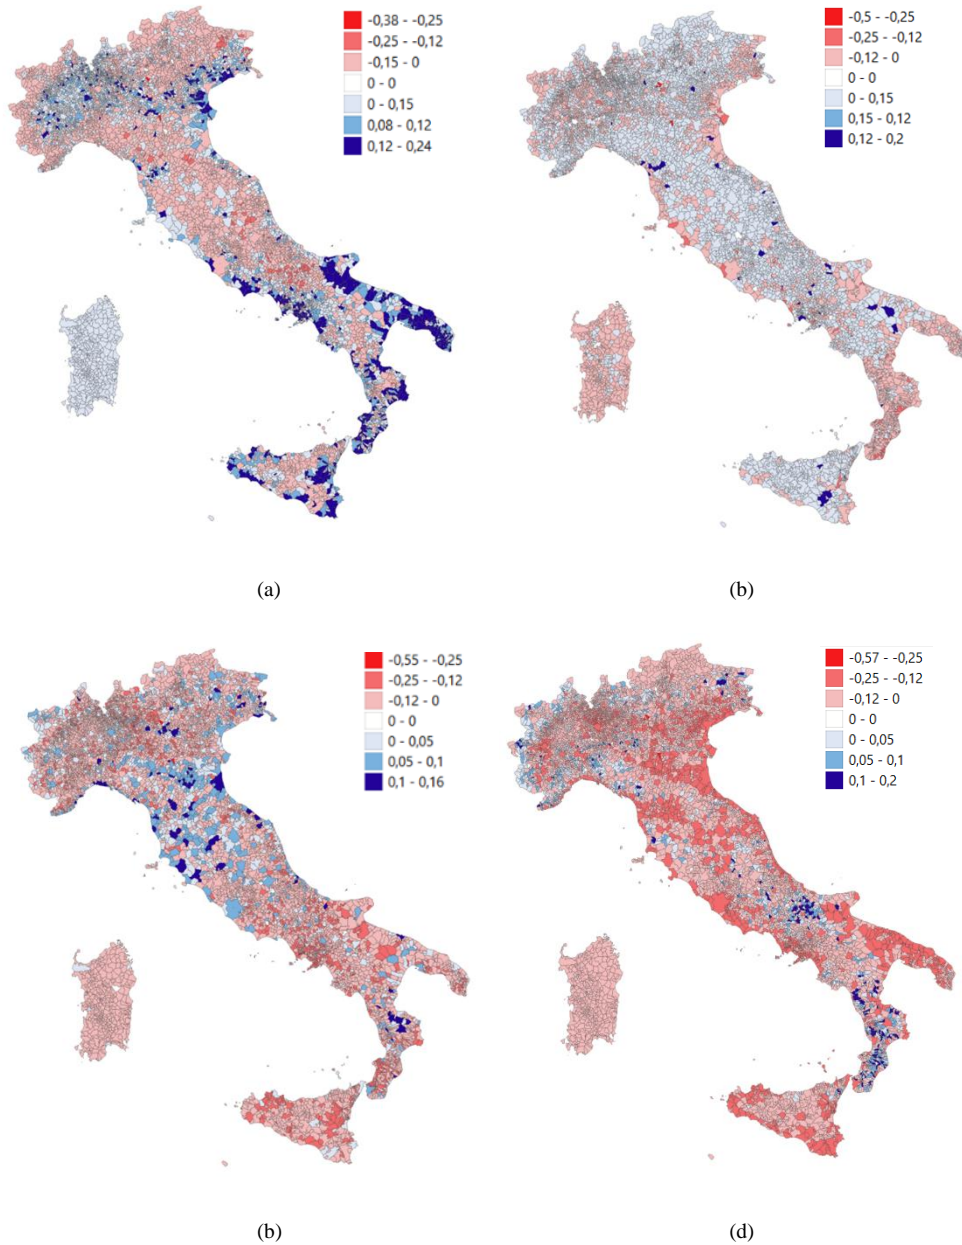 -0,38 - -0,25
-0,25 - -0,12
-0,15 - 0
0 - 0
0 - 0,15
0,08 - 0,12
0,12 - 0,24
-0,5 - -0,25
-0,25 - -0,12
-0,12 - 0
0 - 0
0 - 0,15
0,15 - 0,12
0,12 - 0,2
(a)
(b)
-0,55 - -0,25
-0,25 - -0,12
-0,12 - 0
0 - 0
0 - 0,05
0,05 - 0,1
0,1 - 0,16
-0,57 - -0,25
-0,25 - -0,12
-0,12 - 0
0 - 0
0 - 0,05
0,05 - 0,1
0,1 - 0,2
(b)
(d)